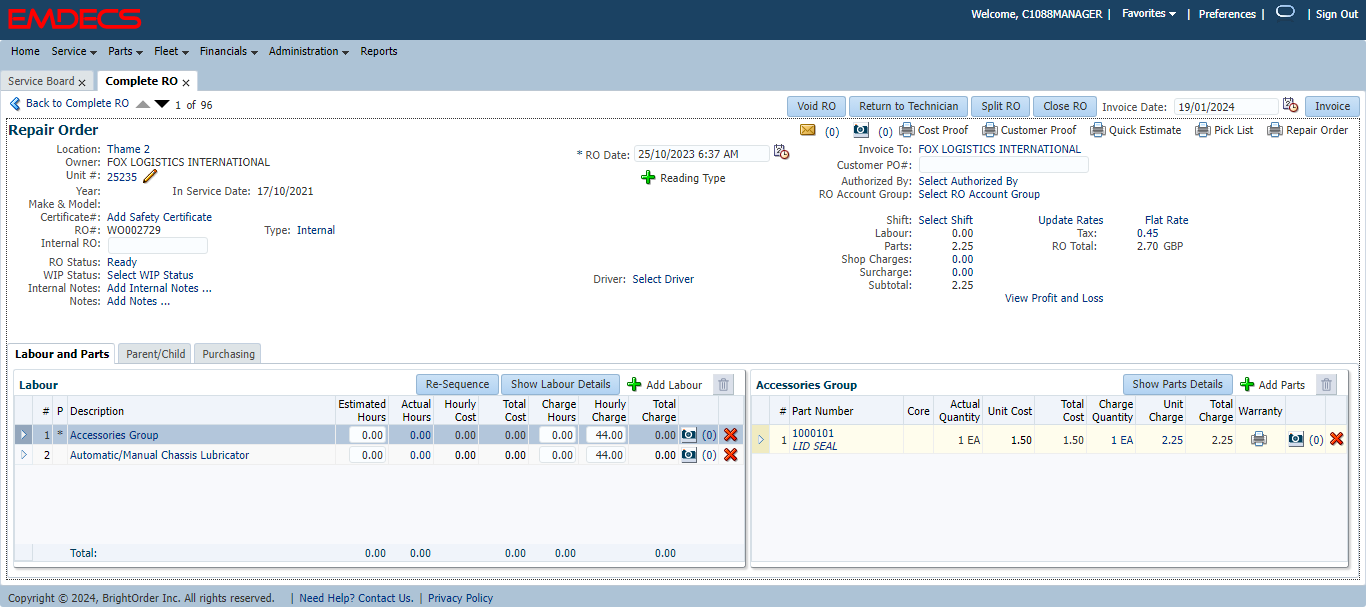 EMDECS
Welcome, C1088MANAGER | Favorites | Preferences | | Sign Out
Home Service Parts Fleet Financials Administration Reports
Service Board x Complete RO x
Back to Complete RO 1 of 96 Void RO Return to Technician Split RO Close RO Invoice Date: 19/01/2024 Invoice
Repair Order (0) (0) Cost Proof Customer Proof Quick Estimate Pick List Repair Order
Location: Thame 2
Owner: FOX LOGISTICS INTERNATIONAL
Unit #: 25235
Year: In Service Date: 17/10/2021
Make & Model:
Certificate#: Add Safety Certificate
RO#: WO002729 Type: Internal
Internal RO:
RO Status: Ready
WIP Status: Select WIP Status
Internal Notes: Add Internal Notes ...
Notes: Add Notes ...
* RO Date: 25/10/2023 6:37 AM
Reading Type
Driver: Select Driver
Invoice To: FOX LOGISTICS INTERNATIONAL
Customer PO#:
Authorized By: Select Authorized By
RO Account Group: Select RO Account Group
Shift: Select Shift Update Rates Flat Rate
Labour: 0.00 Tax: 0.45
Parts: 2.25 RO Total: 2.70 GBP
Shop Charges: 0.00
Surcharge: 0.00
Subtotal: 2.25
View Profit and Loss
Labour and Parts Parent/Child Purchasing
Labour Re-Sequence Show Labour Details Add Labour
# P Description Estimated Hours Actual Hours Hourly Cost Total Cost Charge Hours Hourly Charge Total Charge
1 * Accessories Group 0.00 0.00 0.00 0.00 0.00 44.00 0.00 (0)
2 Automatic/Manual Chassis Lubricator 0.00 0.00 0.00 0.00 0.00 44.00 0.00 (0)
Total: 0.00 0.00 0.00 0.00 0.00
Accessories Group Show Parts Details Add Parts
# Part Number Core Actual Quantity Unit Cost Total Cost Charge Quantity Unit Charge Total Charge Warranty
1 1000101 1 EA 1.50 1.50 1 EA 2.25 2.25 (0)
LID SEAL
Copyright © 2024, BrightOrder Inc. All rights reserved. | Need Help? Contact Us. | Privacy Policy